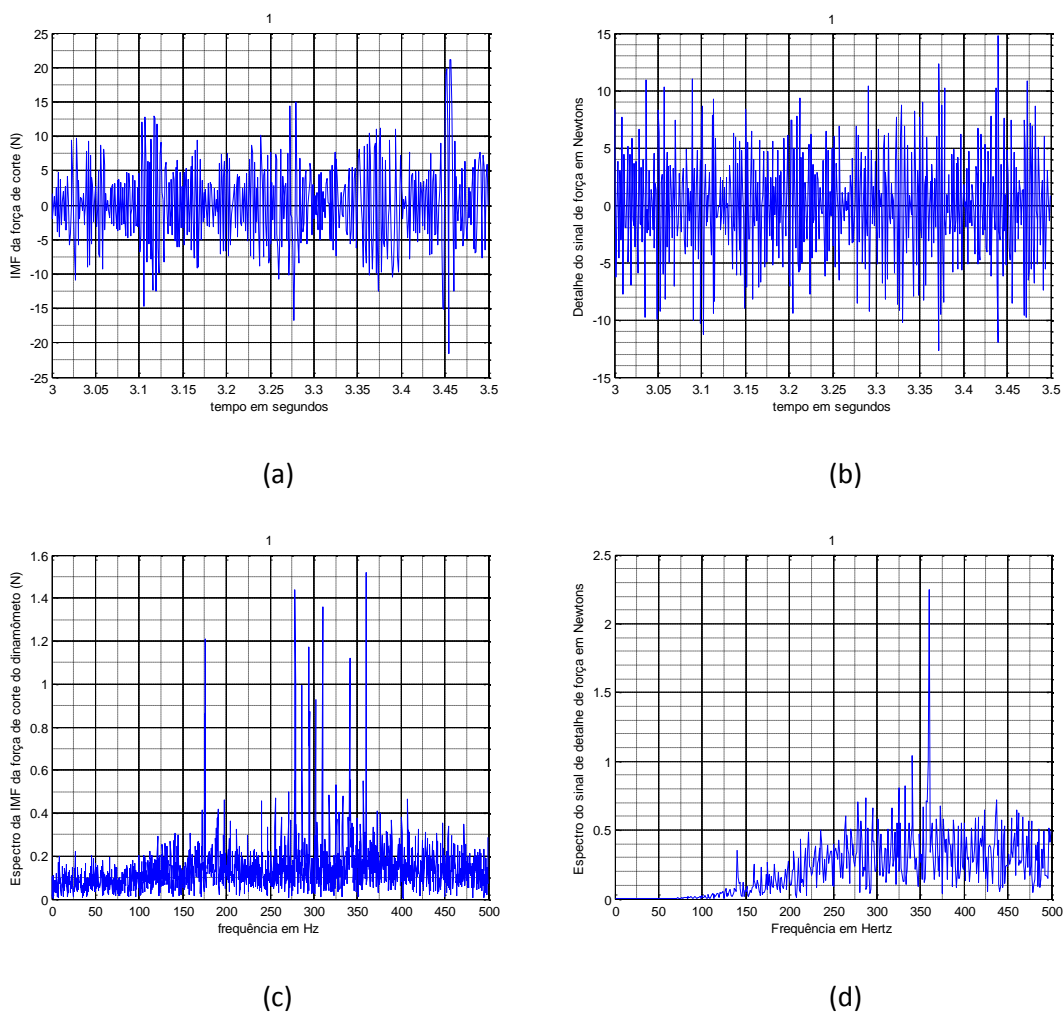 1
IMF da força de corte (N)
25
20
15
10
5
0
-5
-10
-15
-20
-25
3 3.05 3.1 3.15 3.2 3.25 3.3 3.35 3.4 3.45 3.5
tempo em segundos
(a)
1
Detalhe do sinal de força em Newtons
15
10
5
0
-5
-10
-15
3 3.05 3.1 3.15 3.2 3.25 3.3 3.35 3.4 3.45 3.5
tempo em segundos
(b)
1
Espectro da IMF da força de corte do dinamômetro (N)
1.6
1.4
1.2
1
0.8
0.6
0.4
0.2
0
0 50 100 150 200 250 300 350 400 450 500
frequência em Hz
(c)
1
Espectro do sinal de detalhe de força em Newtons
2.5
2
1.5
1
0.5
0
0 50 100 150 200 250 300 350 400 450 500
Frequência em Hertz
(d)